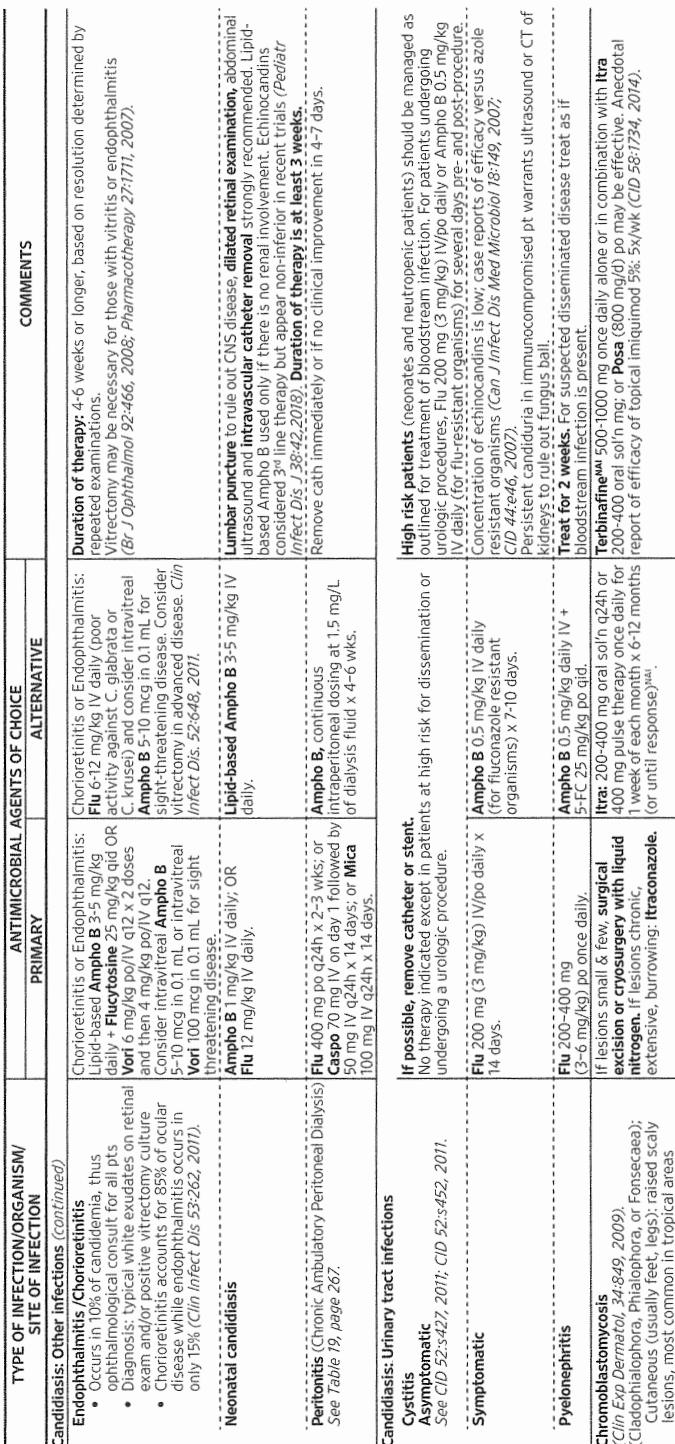 TYPE OF INFECTION/ORGANISM/
SITE OF INFECTION
ANTIMICROBIAL AGENTS OF CHOICE
PRIMARY
ALTERNATIVE
COMMENTS
Candidiasis: Other infections (continued)
Endophthalmitis /Chorioretinitis
• Occurs in 10% of candidemia, thus
ophthalmological consult for all pts
• Diagnosis: typical white exudates on retinal
exam and/or positive vitrectomy culture
• Chorioretinitis accounts for 85% of ocular
disease while endophthalmitis occurs in
only 15% (Clin Infect Dis 53:262, 2011).
Chorioretinitis or Endophthalmitis:
Lipid-based Ampho B 3-5 mg/kg
daily + Flucytosine 25 mg/kg qid OR
Vori 6 mg/kg po/IV q12 x 2 doses
and then 4 mg/kg po/IV q12.
Consider intravitreal Ampho B
5-10 mcg in 0.1 mL or intravitreal
Vori 100 mcg in 0.1 mL for sight
threatening disease.
Chorioretinitis or Endophthalmitis:
Flu 6-12 mg/kg IV daily (poor
activity against C. glabrata or
C. krusei) and consider intravitreal
Ampho B 5-10 mcg in 0.1 mL for
sight-threatening disease. Consider
vitrectomy in advanced disease. Clin
Infect Dis. 52:648, 2011.
Duration of therapy: 4-6 weeks or longer, based on resolution determined by
repeated examinations.
Vitrectomy may be necessary for those with vitritis or endophthalmitis
(Br J Ophthalmol 92:466, 2008; Pharmacotherapy 27:1711, 2007).
Neonatal candidiasis
Ampho B 1 mg/kg IV daily; OR
Flu 12 mg/kg IV daily.
Lipid-based Ampho B 3-5 mg/kg IV
daily.
Lumbar puncture to rule out CNS disease, dilated retinal examination, abdominal
ultrasound and intravascular catheter removal strongly recommended. Lipid-
based Ampho B used only if there is no renal involvement. Echinocandins
considered 3rd line therapy but appear non-inferior in recent trials (Pediatr
Infect Dis J 38:42,2018). Duration of therapy is at least 3 weeks.
Peritonitis (Chronic Ambulatory Peritoneal Dialysis)
See Table 19, page 267.
Flu 400 mg po q24h x 2–3 wks; or
Caspo 70 mg IV on day 1 followed by
50 mg IV q24h x 14 days; or Mica
100 mg IV q24h x 14 days.
Ampho B, continuous
intraperitoneal dosing at 1.5 mg/L
of dialysis fluid x 4–6 wks.
Remove cath immediately or if no clinical improvement in 4-7 days.
Candidiasis: Urinary tract infections
Cystitis
Asymptomatic
See CID 52:s427, 2011; CID 52:s452, 2011.
If possible, remove catheter or stent.
No therapy indicated except in patients at high risk for dissemination or
undergoing a urologic procedure.
High risk patients (neonates and neutropenic patients) should be managed as
outlined for treatment of bloodstream infection. For patients undergoing
urologic procedures, Flu 200 mg (3 mg/kg) IV/po daily or Ampho B 0.5 mg/kg
IV daily (for flu-resistant organisms) for several days pre- and post-procedure.
Symptomatic
Flu 200 mg (3 mg/kg) IV/po daily x
14 days.
Ampho B 0.5 mg/kg IV daily
(for fluconazole resistant
organisms) x 7-10 days.
Concentration of echinocandins is low; case reports of efficacy versus azole
resistant organisms (Can J Infect Dis Med Microbiol 18:149, 2007;
CID 44:e46, 2007).
Persistent candiduria in immunocompromised pt warrants ultrasound or CT of
kidneys to rule out fungus ball.
Pyelonephritis
Flu 200–400 mg
(3–6 mg/kg) po once daily.
Ampho B 0.5 mg/kg daily IV +
5-FC 25 mg/kg po qid.
Treat for 2 weeks. For suspected disseminated disease treat as if
bloodstream infection is present.
Chromoblastomycosis
(Clin Exp Dermatol, 34:849, 2009).
(Cladophialophora, Phialophora, or Fonsecaea);
Cutaneous (usually feet, legs): raised scaly
lesions, most common in tropical areas
If lesions small & few, surgical
excision or cryosurgery with liquid
nitrogen. If lesions chronic,
extensive, burrowing: Itraconazole.
Itra: 200-400 mg oral sol'n q24h or
400 mg pulse therapy once daily for
1 week of each month x 6-12 months
(or until response)NAI.
TerbinafineNAI 500-1000 mg once daily alone or in combination with Itra
200-400 oral sol'n mg; or Posa (800 mg/d) po may be effective. Anecdotal
report of efficacy of topical imiquimod 5%: 5x/wk (CID 58:1734, 2014).